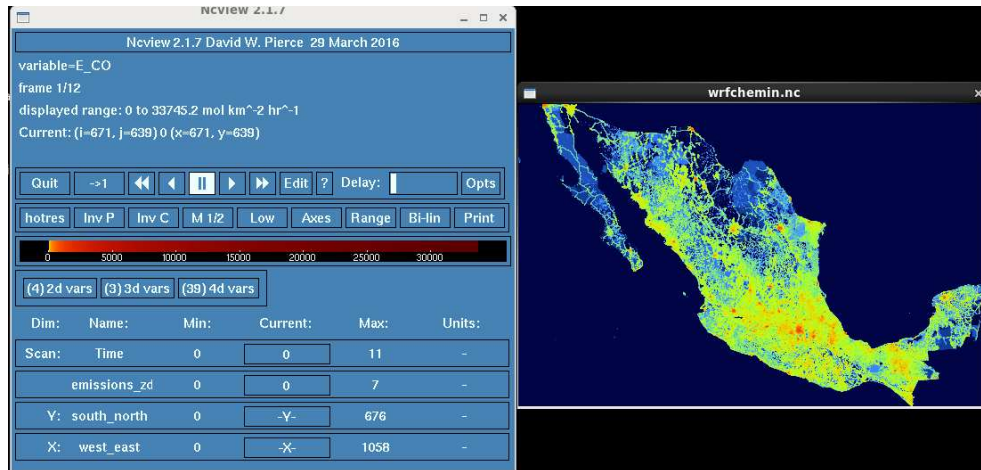 Ncview 2.1.7
Ncview 2.1.7 David W. Pierce 29 March 2016
variable=E_CO
frame 1/12
displayed range: 0 to 33745.2 mol km^-2 hr^-1
Current: (i=671, j=639) 0 (x=671, y=639)
Quit ->1 Edit ? Delay: Opts
hotres Inv P Inv C M 1/2 Low Axes Range Bi-lin Print
0 5000 10000 15000 20000 25000 30000
(4) 2d vars (3) 3d vars (39) 4d vars
Dim: Name: Min: Current: Max: Units:
Scan: Time 0 0 11 -
emissions_zd 0 0 7 -
Y: south_north 0 -Y- 676 -
X: west_east 0 -X- 1058 -
wrfchemin.nc